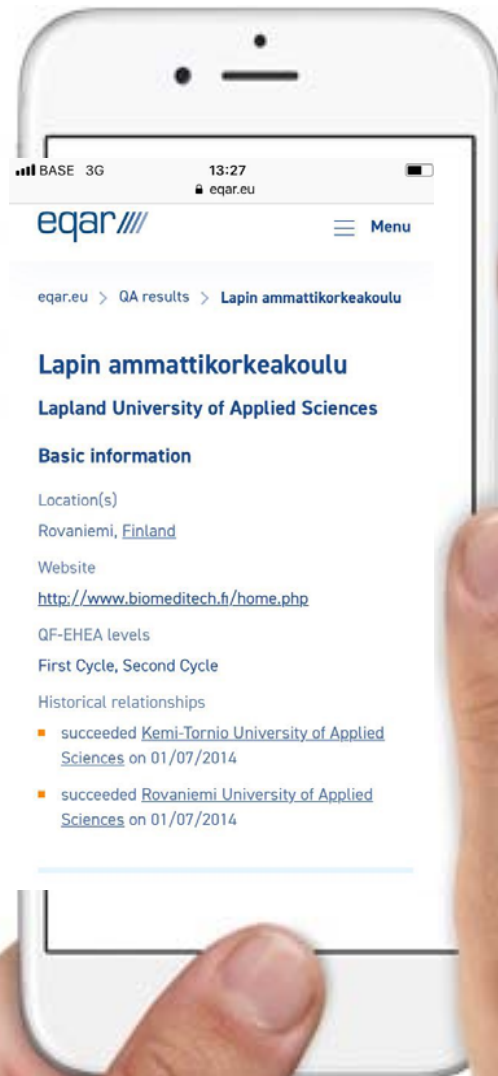 BASE 3G 13:27
eqar.eu
eqar
Menu
eqar.eu > QA results > Lapin ammattikorkeakoulu
Lapin ammattikorkeakoulu
Lapland University of Applied Sciences
Basic information
Location(s)
Rovaniemi, Finland
Website
http://www.biomeditech.fi/home.php
QF-EHEA levels
First Cycle, Second Cycle
Historical relationships
succeeded Kemi-Tornio University of Applied
Sciences on 01/07/2014
succeeded Rovaniemi University of Applied
Sciences on 01/07/2014